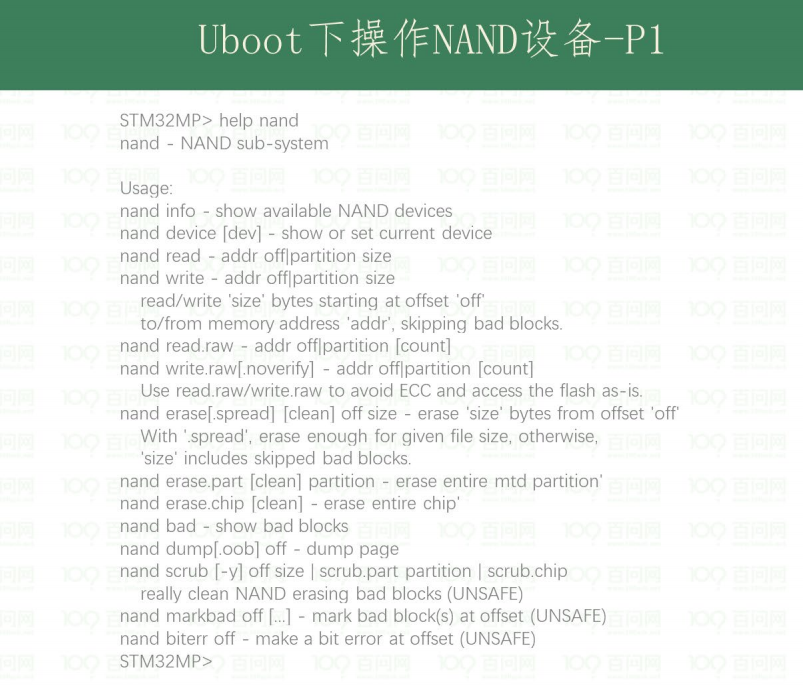 Uboot下操作NAND设备-P1
STM32MP> help nand
nand - NAND sub-system
Usage:
nand info - show available NAND devices
nand device [dev] - show or set current device
nand read - addr off|partition size
nand write - addr off|partition size
read/write 'size' bytes starting at offset 'off'
to/from memory address 'addr', skipping bad blocks.
nand read.raw - addr off|partition [count]
nand write.raw[.noverify] - addr off|partition [count]
Use read.raw/write.raw to avoid ECC and access the flash as-is.
nand erase[.spread] [clean] off size - erase 'size' bytes from offset 'off'
With '.spread', erase enough for given file size, otherwise,
'size' includes skipped bad blocks.
nand erase.part [clean] partition - erase entire mtd partition'
nand erase.chip [clean] - erase entire chip'
nand bad - show bad blocks
nand dump[.oob] off - dump page
nand scrub [-y] off size | scrub.part partition | scrub.chip
really clean NAND erasing bad blocks (UNSAFE)
nand markbad off [...] - mark bad block(s) at offset (UNSAFE)
nand biterr off - make a bit error at offset (UNSAFE)
STM32MP>